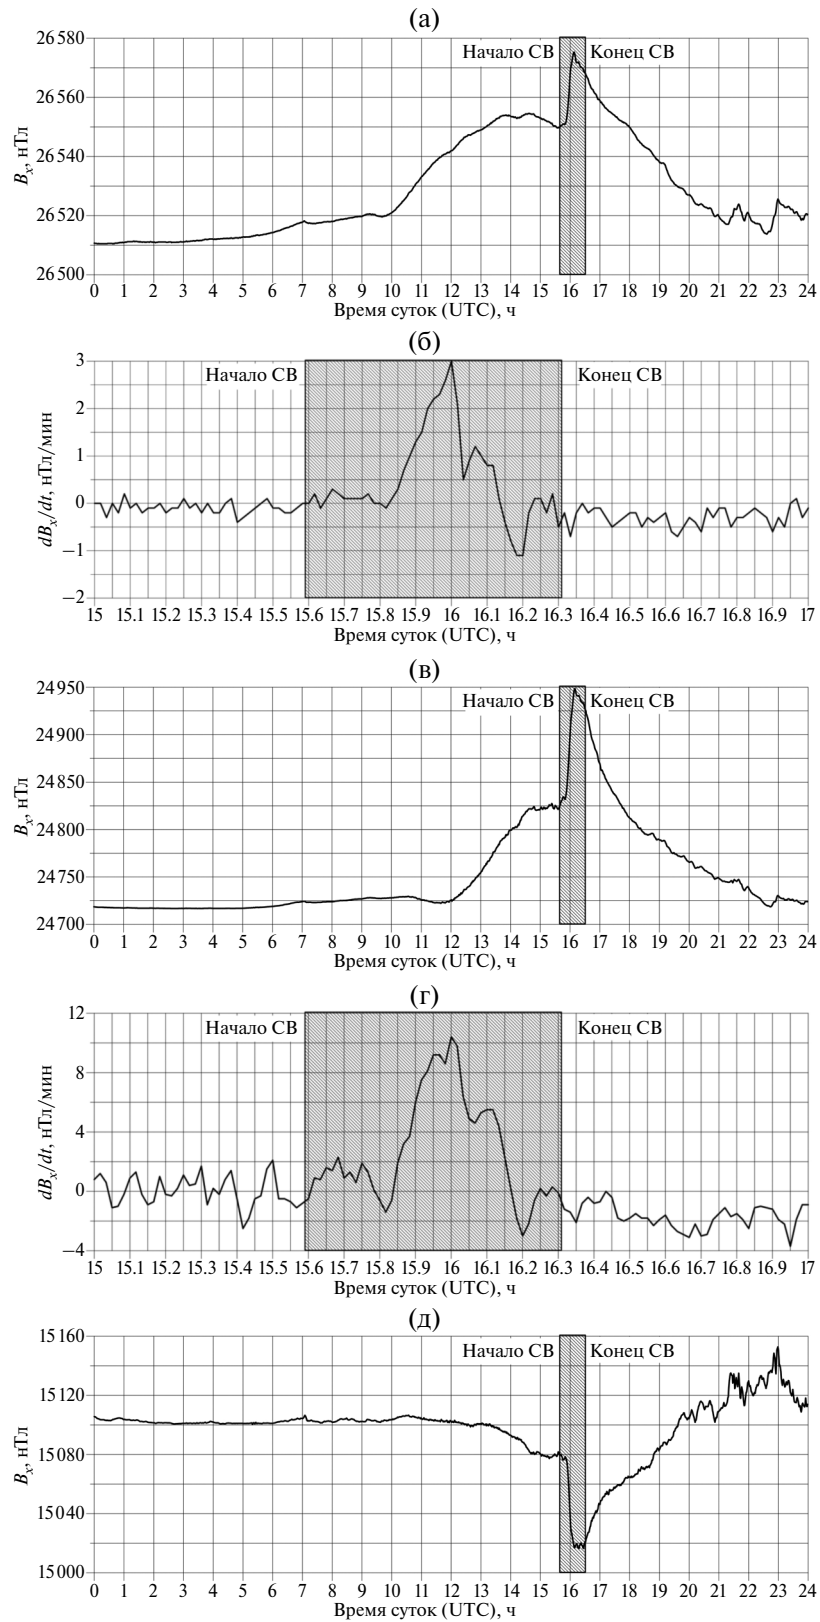 (а)
26 580
26 560
26 540
26 520
26 500
Bx, нТл
Начало СВ
Конец СВ
0 1 2 3 4 5 6 7 8 9 10 11 12 13 14 15 16 17 18 19 20 21 22 23 24
Время суток (UTC), ч
(б)
3
2
1
0
–1
–2
dBx/dt, нТл/мин
Начало СВ
Конец СВ
15 15.1 15.2 15.3 15.4 15.5 15.6 15.7 15.8 15.9 16 16.1 16.2 16.3 16.4 16.5 16.6 16.7 16.8 16.9 17
Время суток (UTC), ч
(в)
24 950
24 900
24 850
24 800
24 750
24 700
Bx, нТл
Начало СВ
Конец СВ
0 1 2 3 4 5 6 7 8 9 10 11 12 13 14 15 16 17 18 19 20 21 22 23 24
Время суток (UTC), ч
(г)
12
8
4
0
–4
dBx/dt, нТл/мин
Начало СВ
Конец СВ
15 15.1 15.2 15.3 15.4 15.5 15.6 15.7 15.8 15.9 16 16.1 16.2 16.3 16.4 16.5 16.6 16.7 16.8 16.9 17
Время суток (UTC), ч
(д)
15 160
15 120
15 080
15 040
15 000
Bx, нТл
Начало СВ
Конец СВ
0 1 2 3 4 5 6 7 8 9 10 11 12 13 14 15 16 17 18 19 20 21 22 23 24
Время суток (UTC), ч